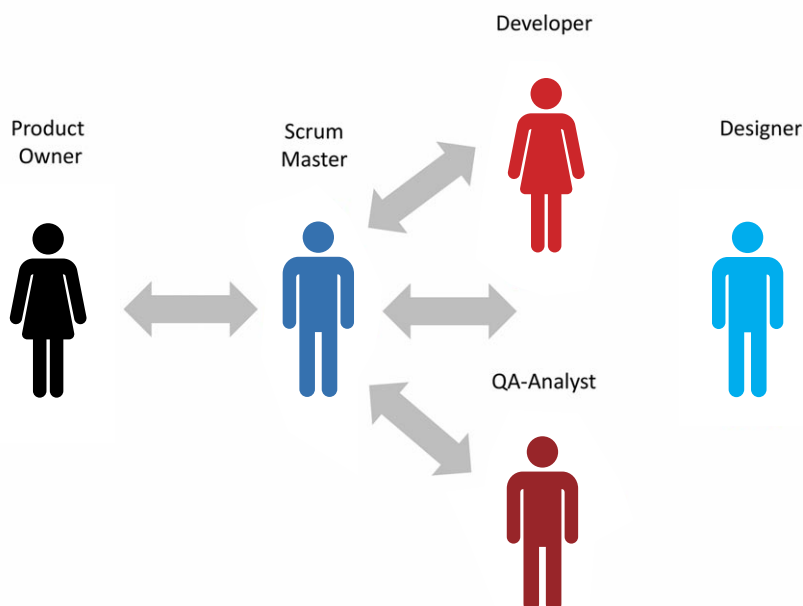 Developer
Product
Owner
Scrum
Master
Designer
QA-Analyst